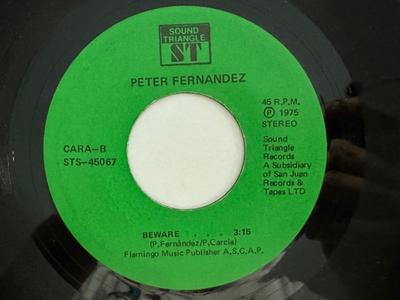 SOUND
TRIANGLE
ST
PETER FERNANDEZ
45 R.P.M.
Ⓟ 1975
STEREO
CARA-B
STS-45067
Sound
Triangle
Records
A Subsidiary
of San Juan
Records &
Tapes LTD
BEWARE . . . . 3:15
(P.Fernández/P.Carcia)
Flamingo Music Publisher A.S.C.A.P.